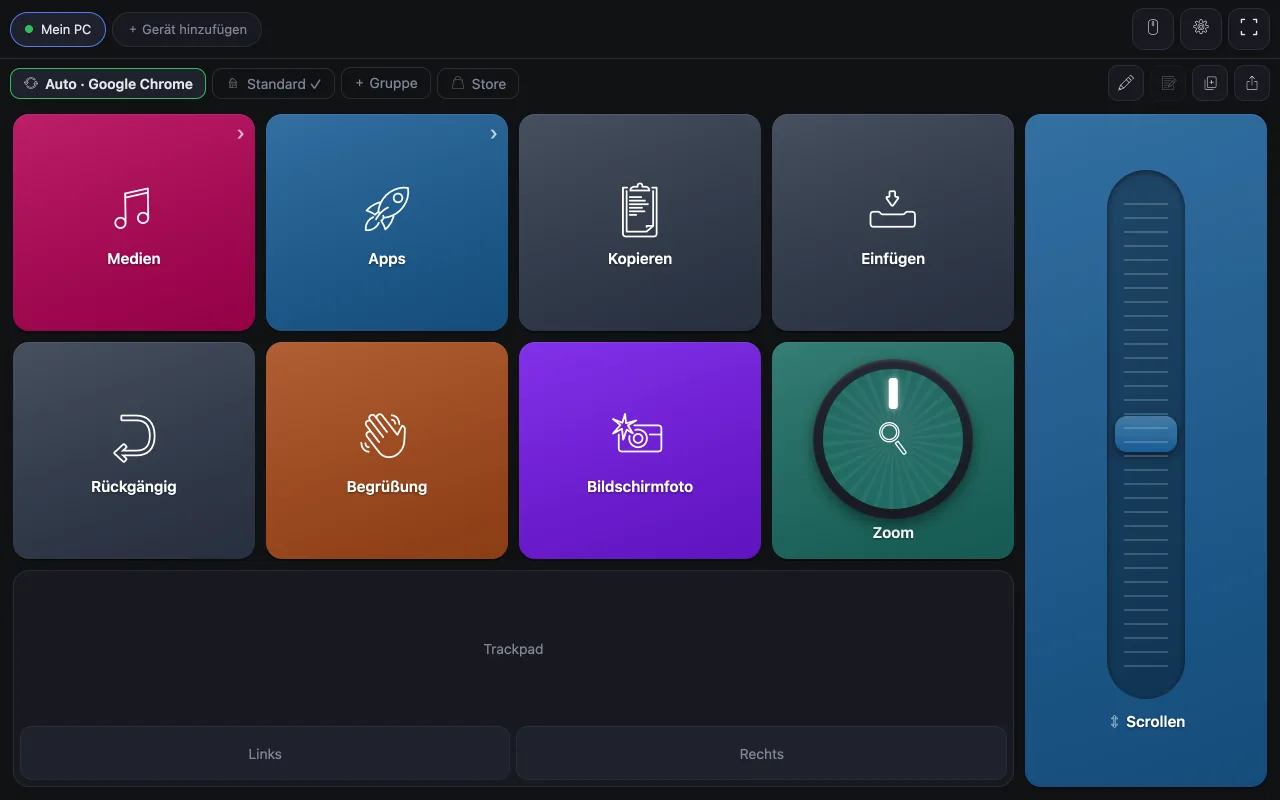 Mein PC
+ Gerät hinzufügen
Auto · Google Chrome
Standard ✓
+ Gruppe
Store
Medien
Apps
Kopieren
Einfügen
Rückgängig
Begrüßung
Bildschirmfoto
Zoom
Trackpad
Links
Rechts
⇕ Scrollen